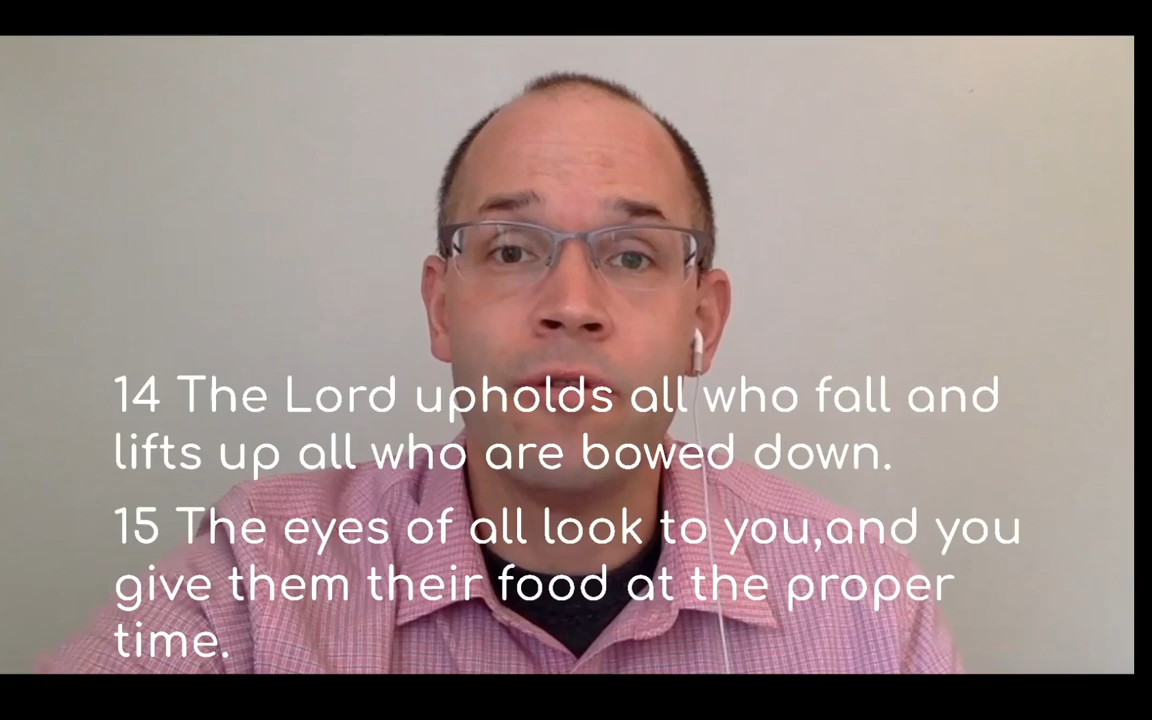 14 The Lord upholds all who fall and
lifts up all who are bowed down.
15 The eyes of all look to you,and you
give them their food at the proper
time.